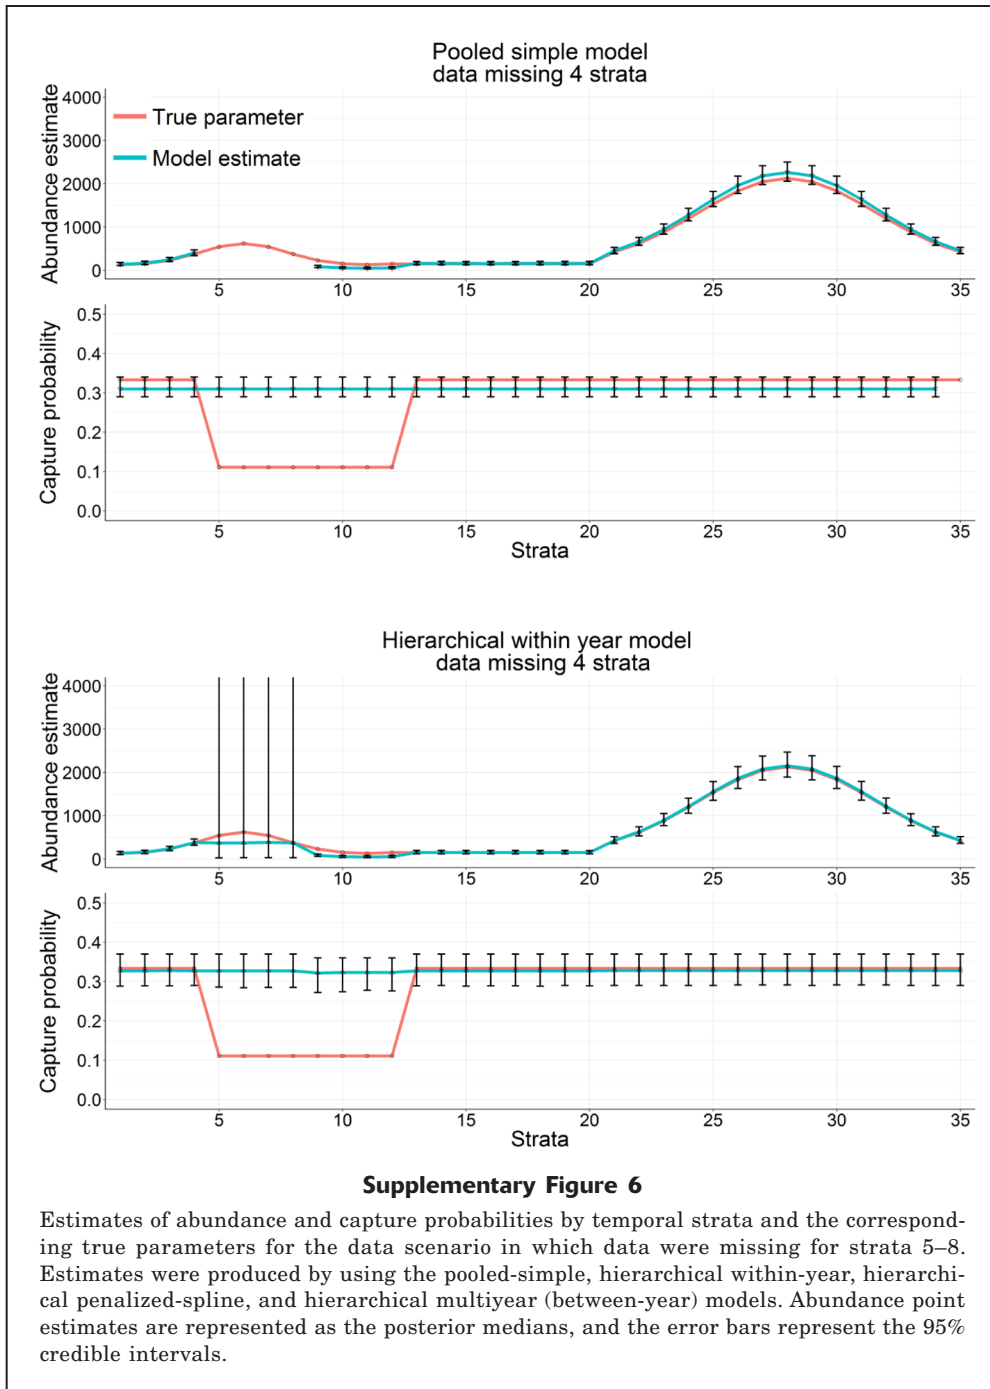 Pooled simple model
data missing 4 strata
Abundance estimate
4000
3000
2000
1000
0
True parameter
Model estimate
5 10 15 20 25 30 35
Capture probability
0.5
0.4
0.3
0.2
0.1
0.0
5 10 15 20 25 30 35
Strata
Hierarchical within year model
data missing 4 strata
Abundance estimate
4000
3000
2000
1000
0
5 10 15 20 25 30 35
Capture probability
0.5
0.4
0.3
0.2
0.1
0.0
5 10 15 20 25 30 35
Strata
Supplementary Figure 6
Estimates of abundance and capture probabilities by temporal strata and the correspond-
ing true parameters for the data scenario in which data were missing for strata 5–8.
Estimates were produced by using the pooled-simple, hierarchical within-year, hierarchi-
cal penalized-spline, and hierarchical multiyear (between-year) models. Abundance point
estimates are represented as the posterior medians, and the error bars represent the 95%
credible intervals.